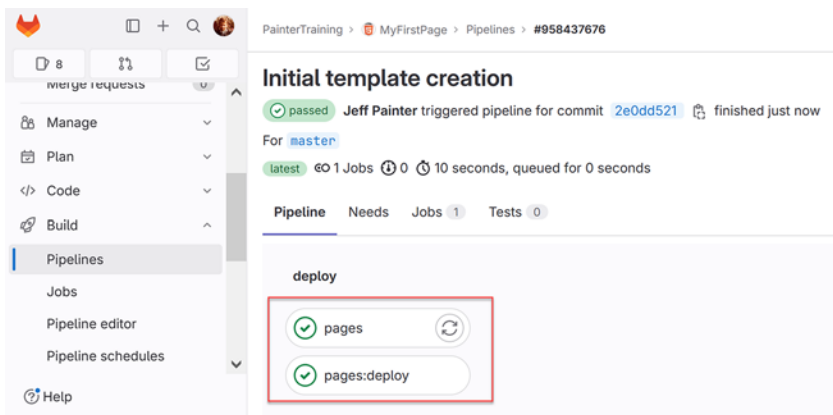 PainterTraining > MyFirstPage > Pipelines > #958437676
8
Merge requests 0
Manage
Plan
Code
Build
Pipelines
Jobs
Pipeline editor
Pipeline schedules
Help
Initial template creation
passed Jeff Painter triggered pipeline for commit 2e0dd521 finished just now
For master
latest 1 Jobs 0 10 seconds, queued for 0 seconds
Pipeline Needs Jobs 1 Tests 0
deploy
pages
pages:deploy